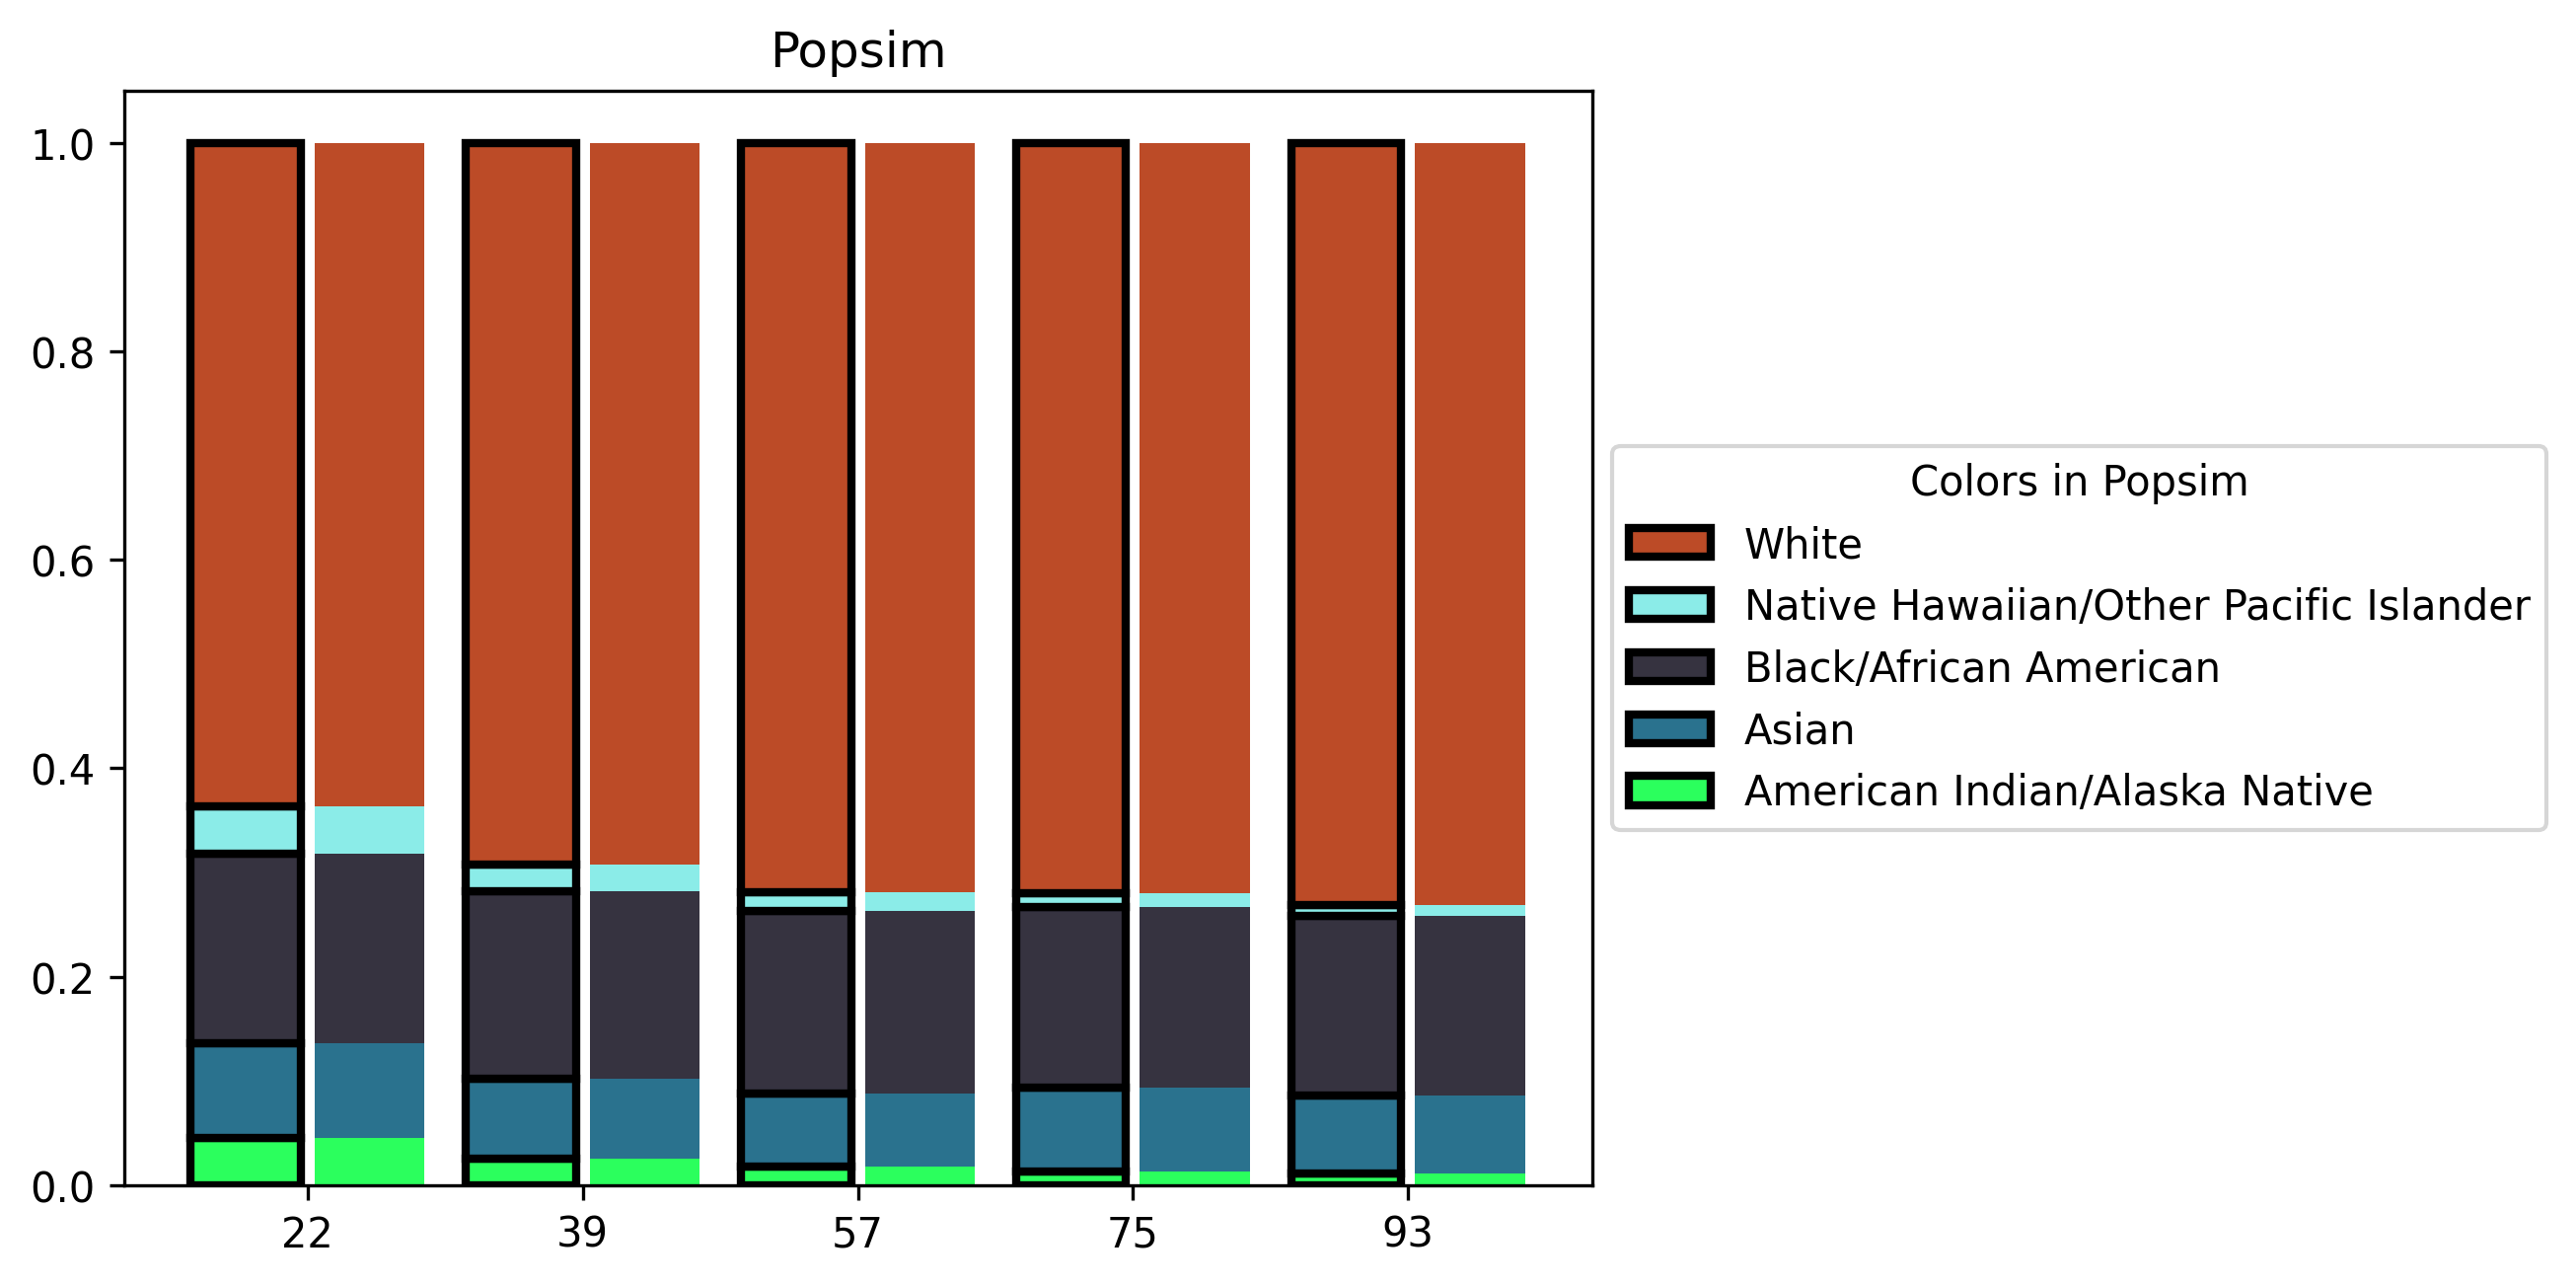 Popsim
1.0
0.8
0.6
0.4
0.2
0.0
22 39 57 75 93
Colors in Popsim
White
Native Hawaiian/Other Pacific Islander
Black/African American
Asian
American Indian/Alaska Native